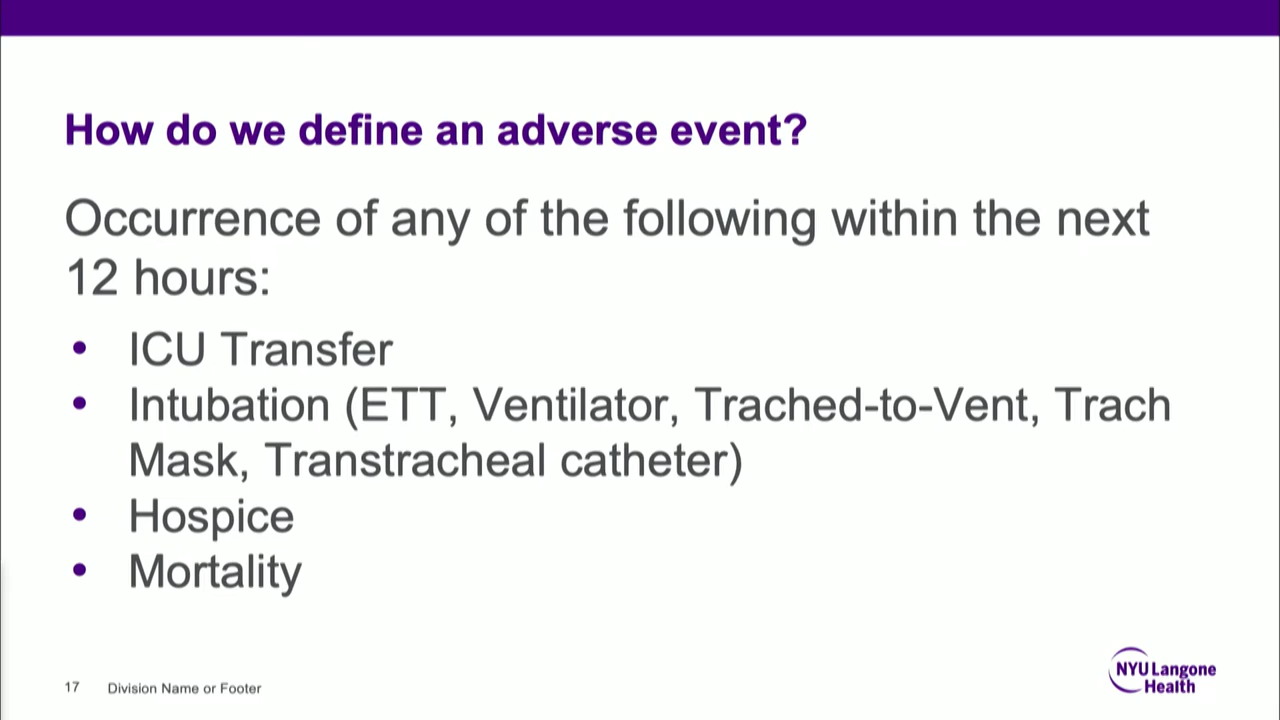 How do we define an adverse event?
Occurrence of any of the following within the next
12 hours:
• ICU Transfer
• Intubation (ETT, Ventilator, Trached-to-Vent, Trach
Mask, Transtracheal catheter)
• Hospice
• Mortality
17 Division Name or Footer
NYU Langone
Health